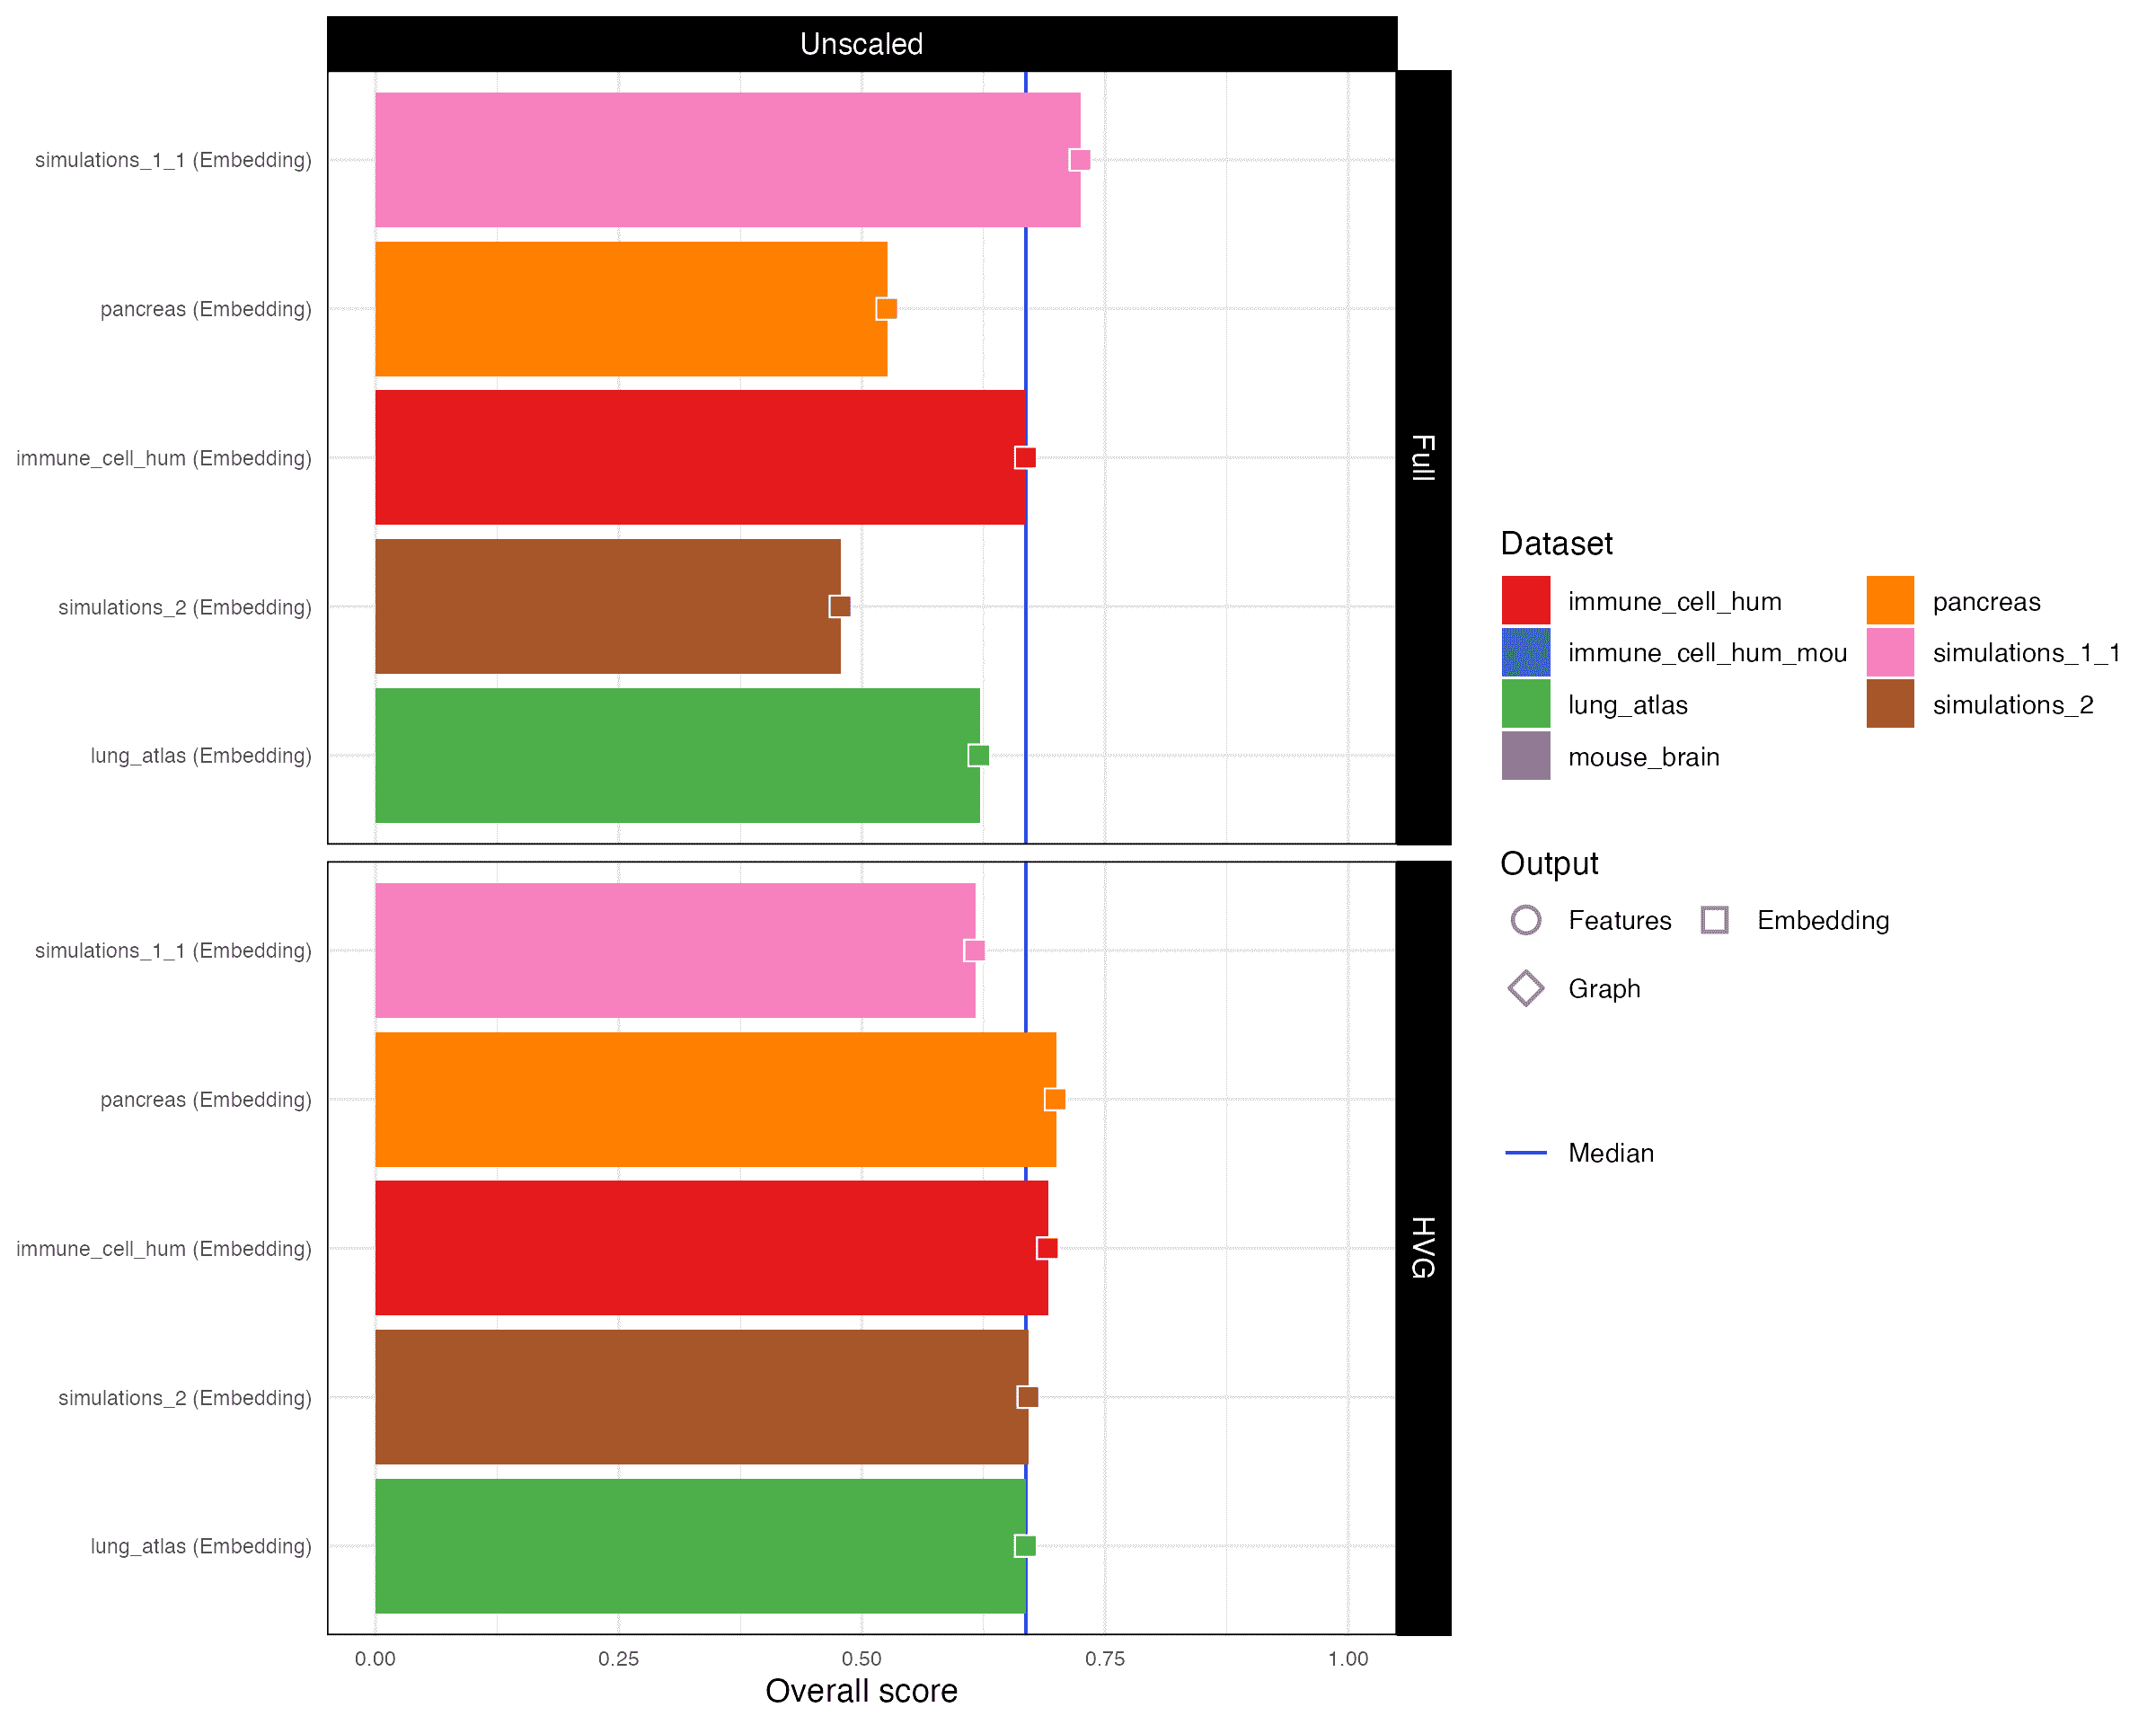 Unscaled
simulations_1_1 (Embedding)
pancreas (Embedding)
immune_cell_hum (Embedding)
simulations_2 (Embedding)
lung_atlas (Embedding)
Full
simulations_1_1 (Embedding)
pancreas (Embedding)
immune_cell_hum (Embedding)
simulations_2 (Embedding)
lung_atlas (Embedding)
HVG
0.00 0.25 0.50 0.75 1.00
Overall score
Dataset
immune_cell_hum pancreas
immune_cell_hum_mou simulations_1_1
lung_atlas simulations_2
mouse_brain
Output
Features Embedding
Graph
Median